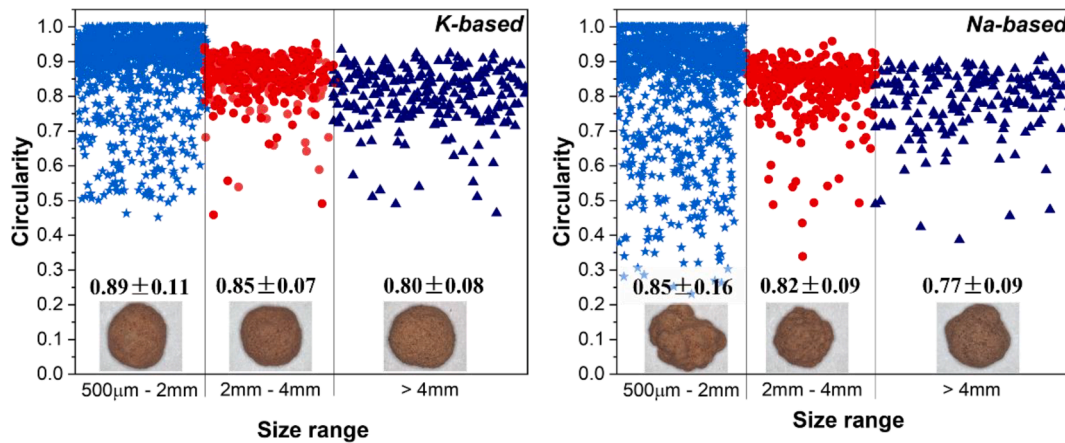 K-based
Circularity
1.0
0.9
0.8
0.7
0.6
0.5
0.4
0.3
0.2
0.1
0.0
0.89±0.11
0.85±0.07
0.80±0.08
500μm - 2mm
2mm - 4mm
> 4mm
Size range
Na-based
Circularity
1.0
0.9
0.8
0.7
0.6
0.5
0.4
0.3
0.2
0.1
0.0
0.85±0.16
0.82±0.09
0.77±0.09
500μm - 2mm
2mm - 4mm
> 4mm
Size range